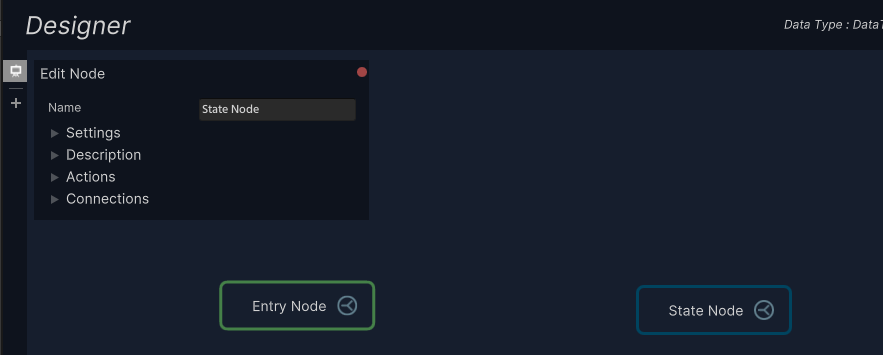 Designer
Data Type : DataT
Edit Node
Name
State Node
Settings
Description
Actions
Connections
Entry Node
State Node